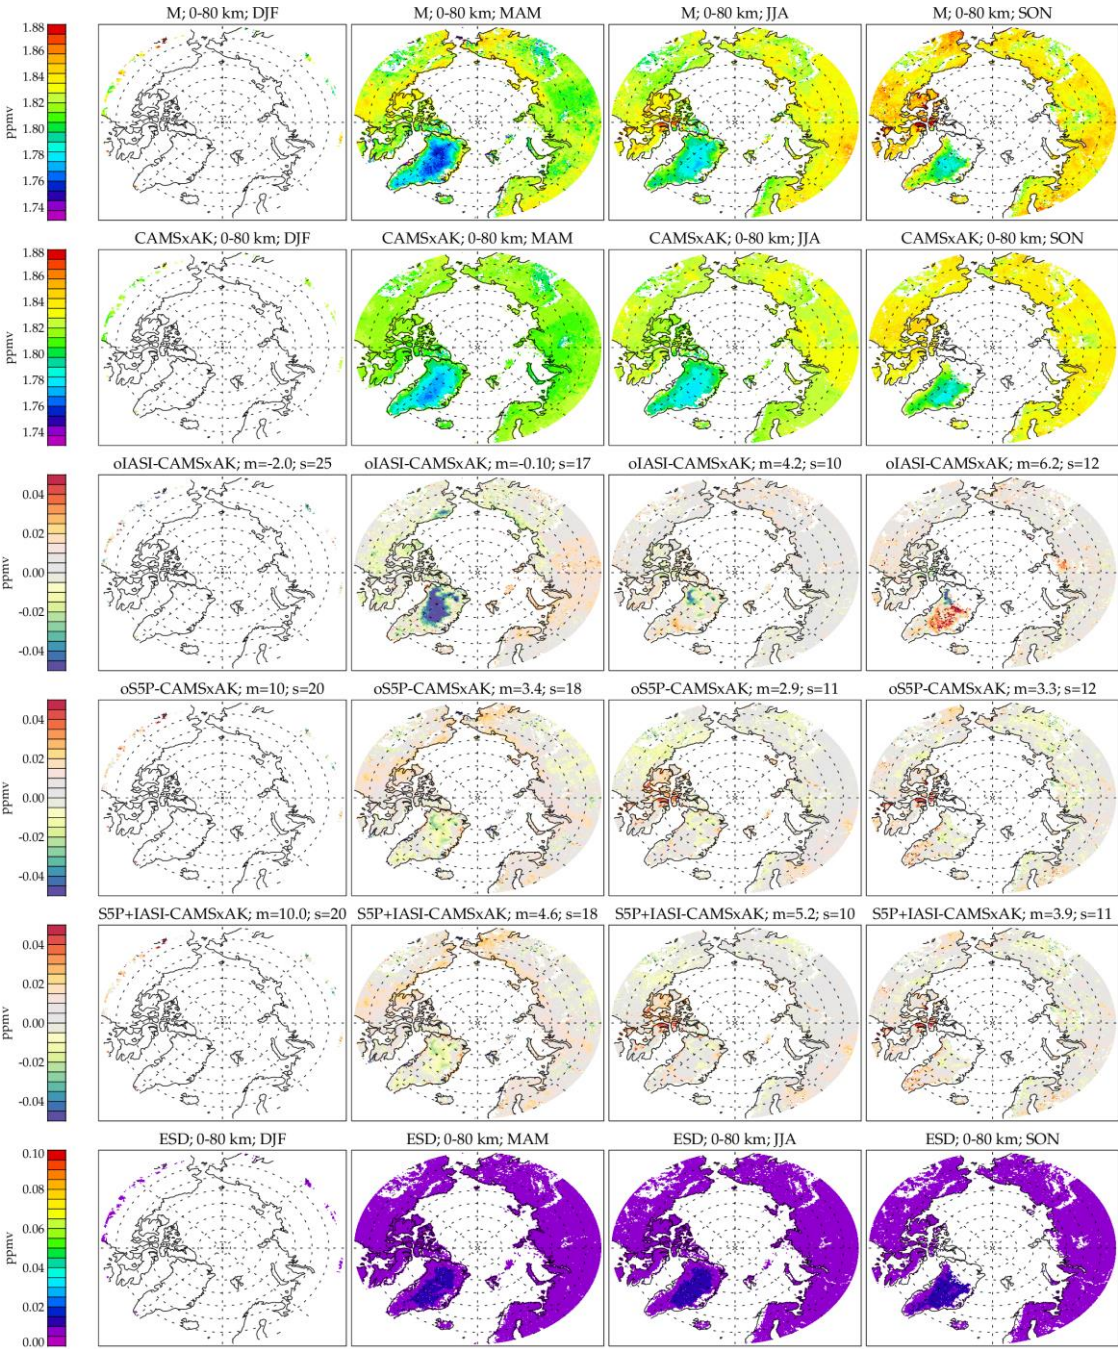 M; 0-80 km; DJF
M; 0-80 km; MAM
M; 0-80 km; JJA
M; 0-80 km; SON
1.88
1.86
1.84
1.82
1.80
1.78
1.76
1.74
ppmv
CAMSxAK; 0-80 km; DJF
CAMSxAK; 0-80 km; MAM
CAMSxAK; 0-80 km; JJA
CAMSxAK; 0-80 km; SON
1.88
1.86
1.84
1.82
1.80
1.78
1.76
1.74
ppmv
oIASI-CAMSxAK; m=-2.0; s=25
oIASI-CAMSxAK; m=-0.10; s=17
oIASI-CAMSxAK; m=4.2; s=10
oIASI-CAMSxAK; m=6.2; s=12
0.04
0.02
0.00
-0.02
-0.04
ppmv
oS5P-CAMSxAK; m=10; s=20
oS5P-CAMSxAK; m=3.4; s=18
oS5P-CAMSxAK; m=2.9; s=11
oS5P-CAMSxAK; m=3.3; s=12
0.04
0.02
0.00
-0.02
-0.04
ppmv
S5P+IASI-CAMSxAK; m=10.0; s=20
S5P+IASI-CAMSxAK; m=4.6; s=18
S5P+IASI-CAMSxAK; m=5.2; s=10
S5P+IASI-CAMSxAK; m=3.9; s=11
0.04
0.02
0.00
-0.02
-0.04
ppmv
ESD; 0-80 km; DJF
ESD; 0-80 km; MAM
ESD; 0-80 km; JJA
ESD; 0-80 km; SON
0.10
0.08
0.06
0.04
0.02
0.00
ppmv